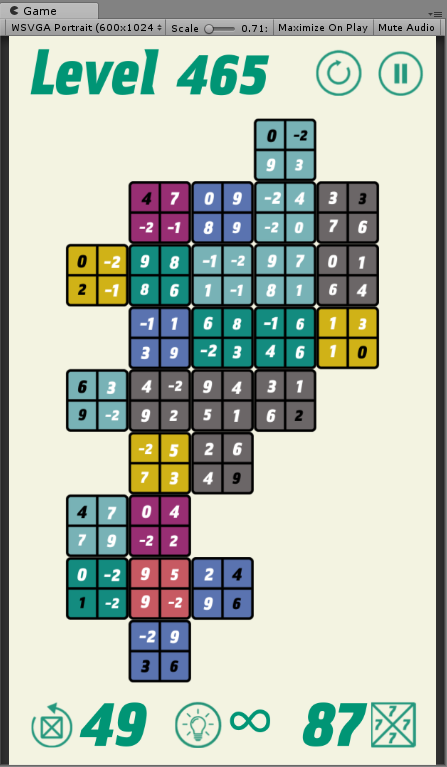 Game
WSVGA Portrait (600x1024 Scale 0.71: Maximize On Play Mute Audio
Level 465
0 -2
9 3
4 7 0 9 -2 4 3 3
-2 -1 8 9 -2 0 7 6
0 -2 9 8 -1 -2 9 7 0 1
2 -1 8 6 1 -1 8 1 6 4
-1 1 6 8 -1 6 1 3
3 9 -2 3 4 6 1 0
6 3 4 -2 9 4 3 1
9 -2 9 2 5 1 6 2
-2 5 2 6
7 3 4 9
4 7 0 4
7 9 -2 2
0 -2 9 5 2 4
1 -2 9 -2 9 6
-2 9
3 6
49 ∞ 87 7 7 7 7